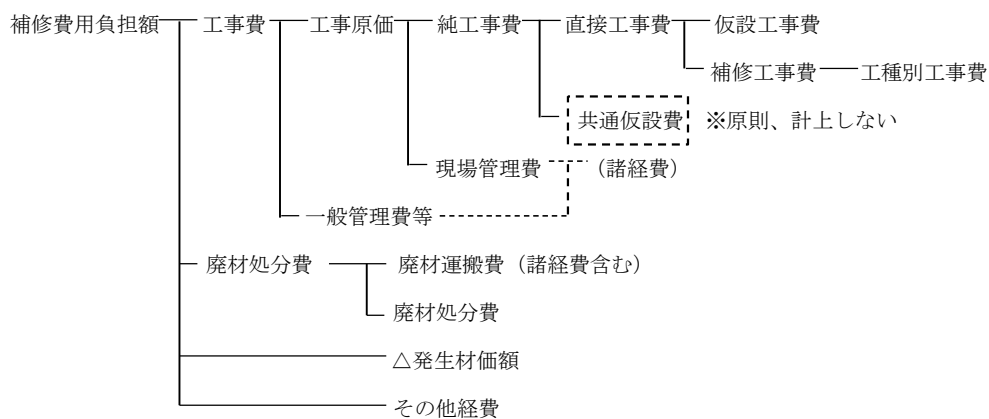 補修費用負担額 工事費 工事原価 純工事費 直接工事費 仮設工事費
補修工事費 工種別工事費
共通仮設費 ※原則、計上しない
現場管理費 (諸経費)
一般管理費等
廃材処分費 廃材運搬費(諸経費含む)
廃材処分費
△発生材価額
その他経費